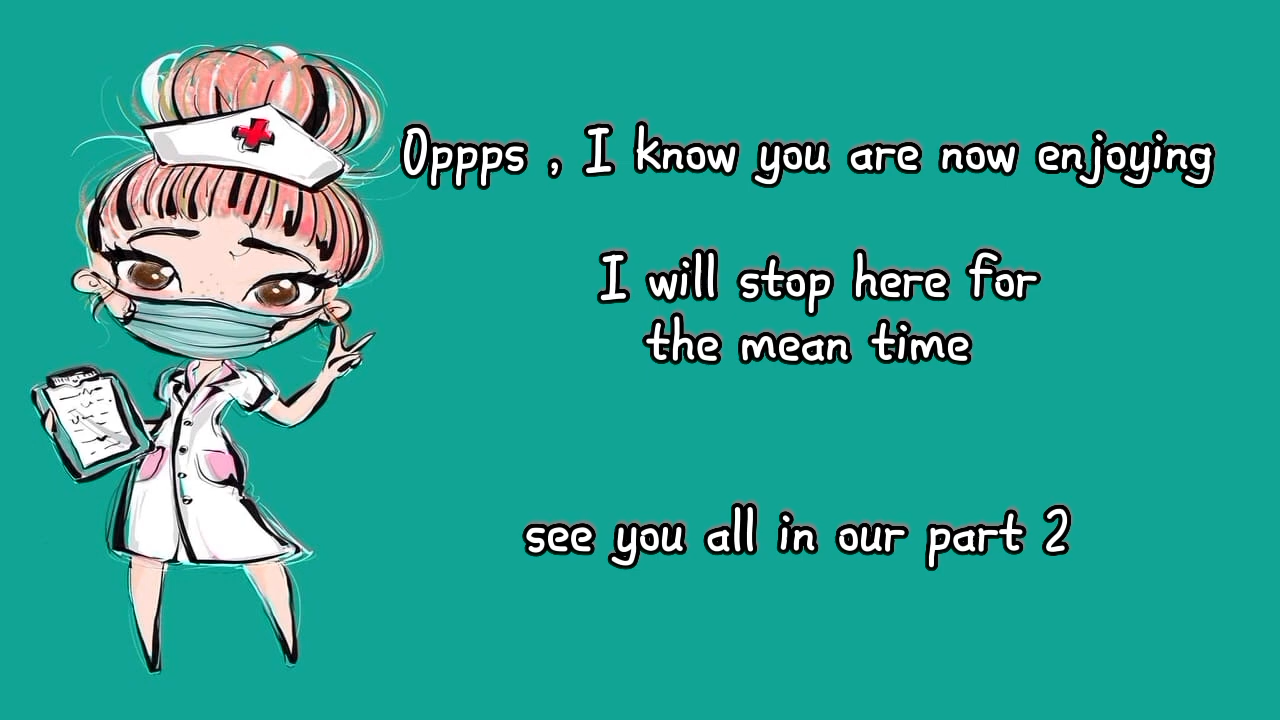 Oppps , I know you are now enjoying
I will stop here for
the mean time
see you all in our part 2